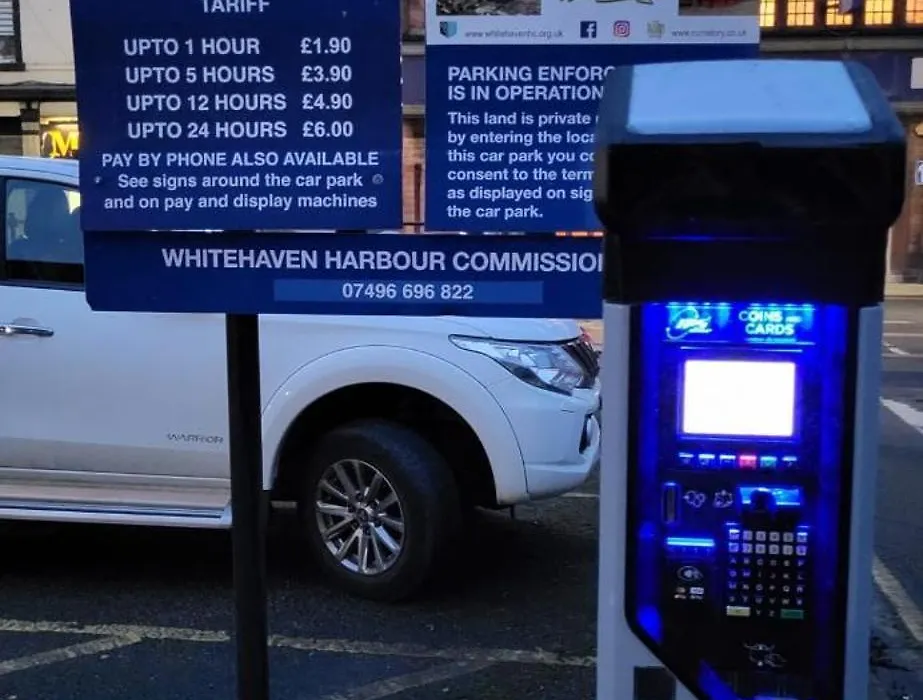 TARIFF
UPTO 1 HOUR £1.90
UPTO 5 HOURS £3.90
UPTO 12 HOURS £4.90
UPTO 24 HOURS £6.00
PAY BY PHONE ALSO AVAILABLE
See signs around the car park
and on pay and display machines
www.whitehavenhc.org.uk
PARKING ENFORC
IS IN OPERATION
This land is private
by entering the loca
this car park you co
consent to the term
as displayed on sig
the car park.
WHITEHAVEN HARBOUR COMMISSIO
07496 696 822
WARRIOR
M
COINS AND
CARDS